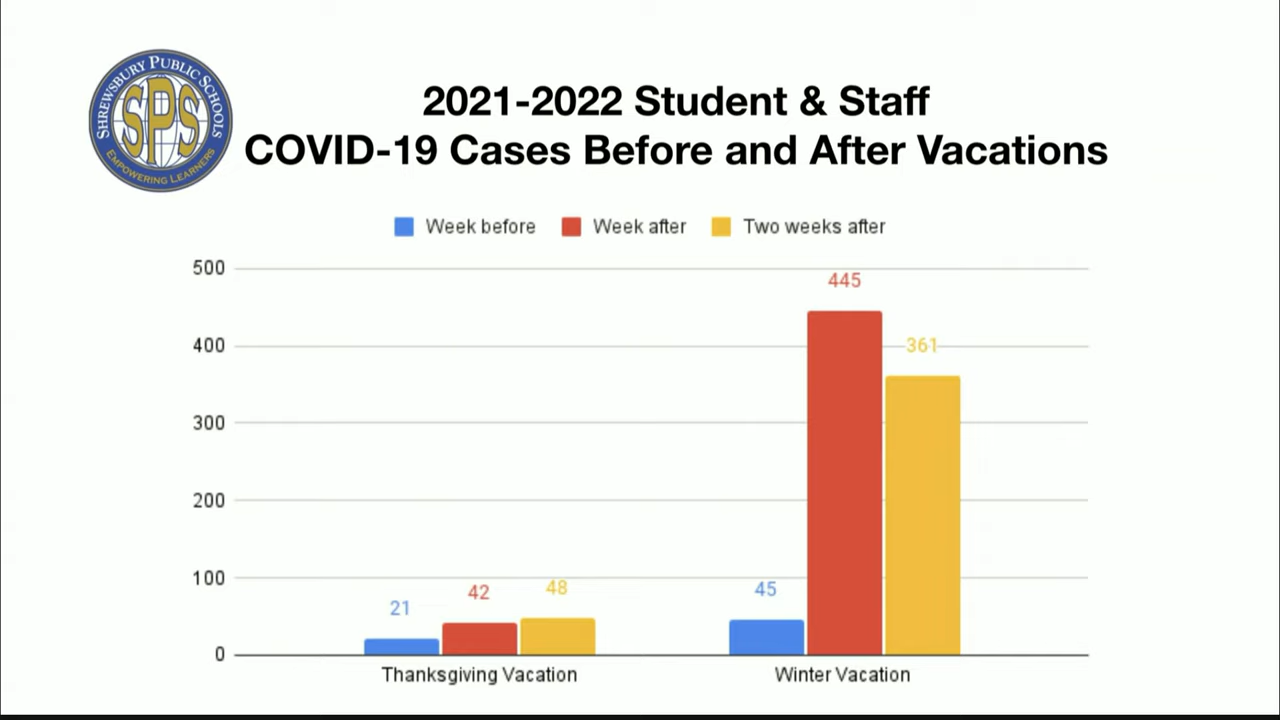 SHREWSBURY PUBLIC SCHOOLS
SPS
EMPOWERING LEARNERS
2021-2022 Student & Staff
COVID-19 Cases Before and After Vacations
Week before Week after Two weeks after
500
445
400
361
300
200
100
21 42 48 45
0
Thanksgiving Vacation Winter Vacation